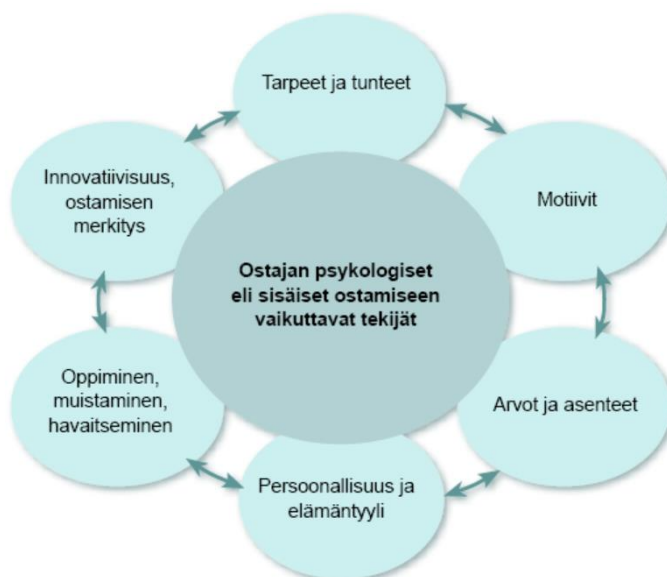 Tarpeet ja tunteet
Innovatiivisuus,
ostamisen
merkitys
Motiivit
Ostajan psykologiset
eli sisäiset ostamiseen
vaikuttavat tekijät
Oppiminen,
muistaminen,
havaitseminen
Arvot ja asenteet
Persoonallisuus ja
elämäntyyli